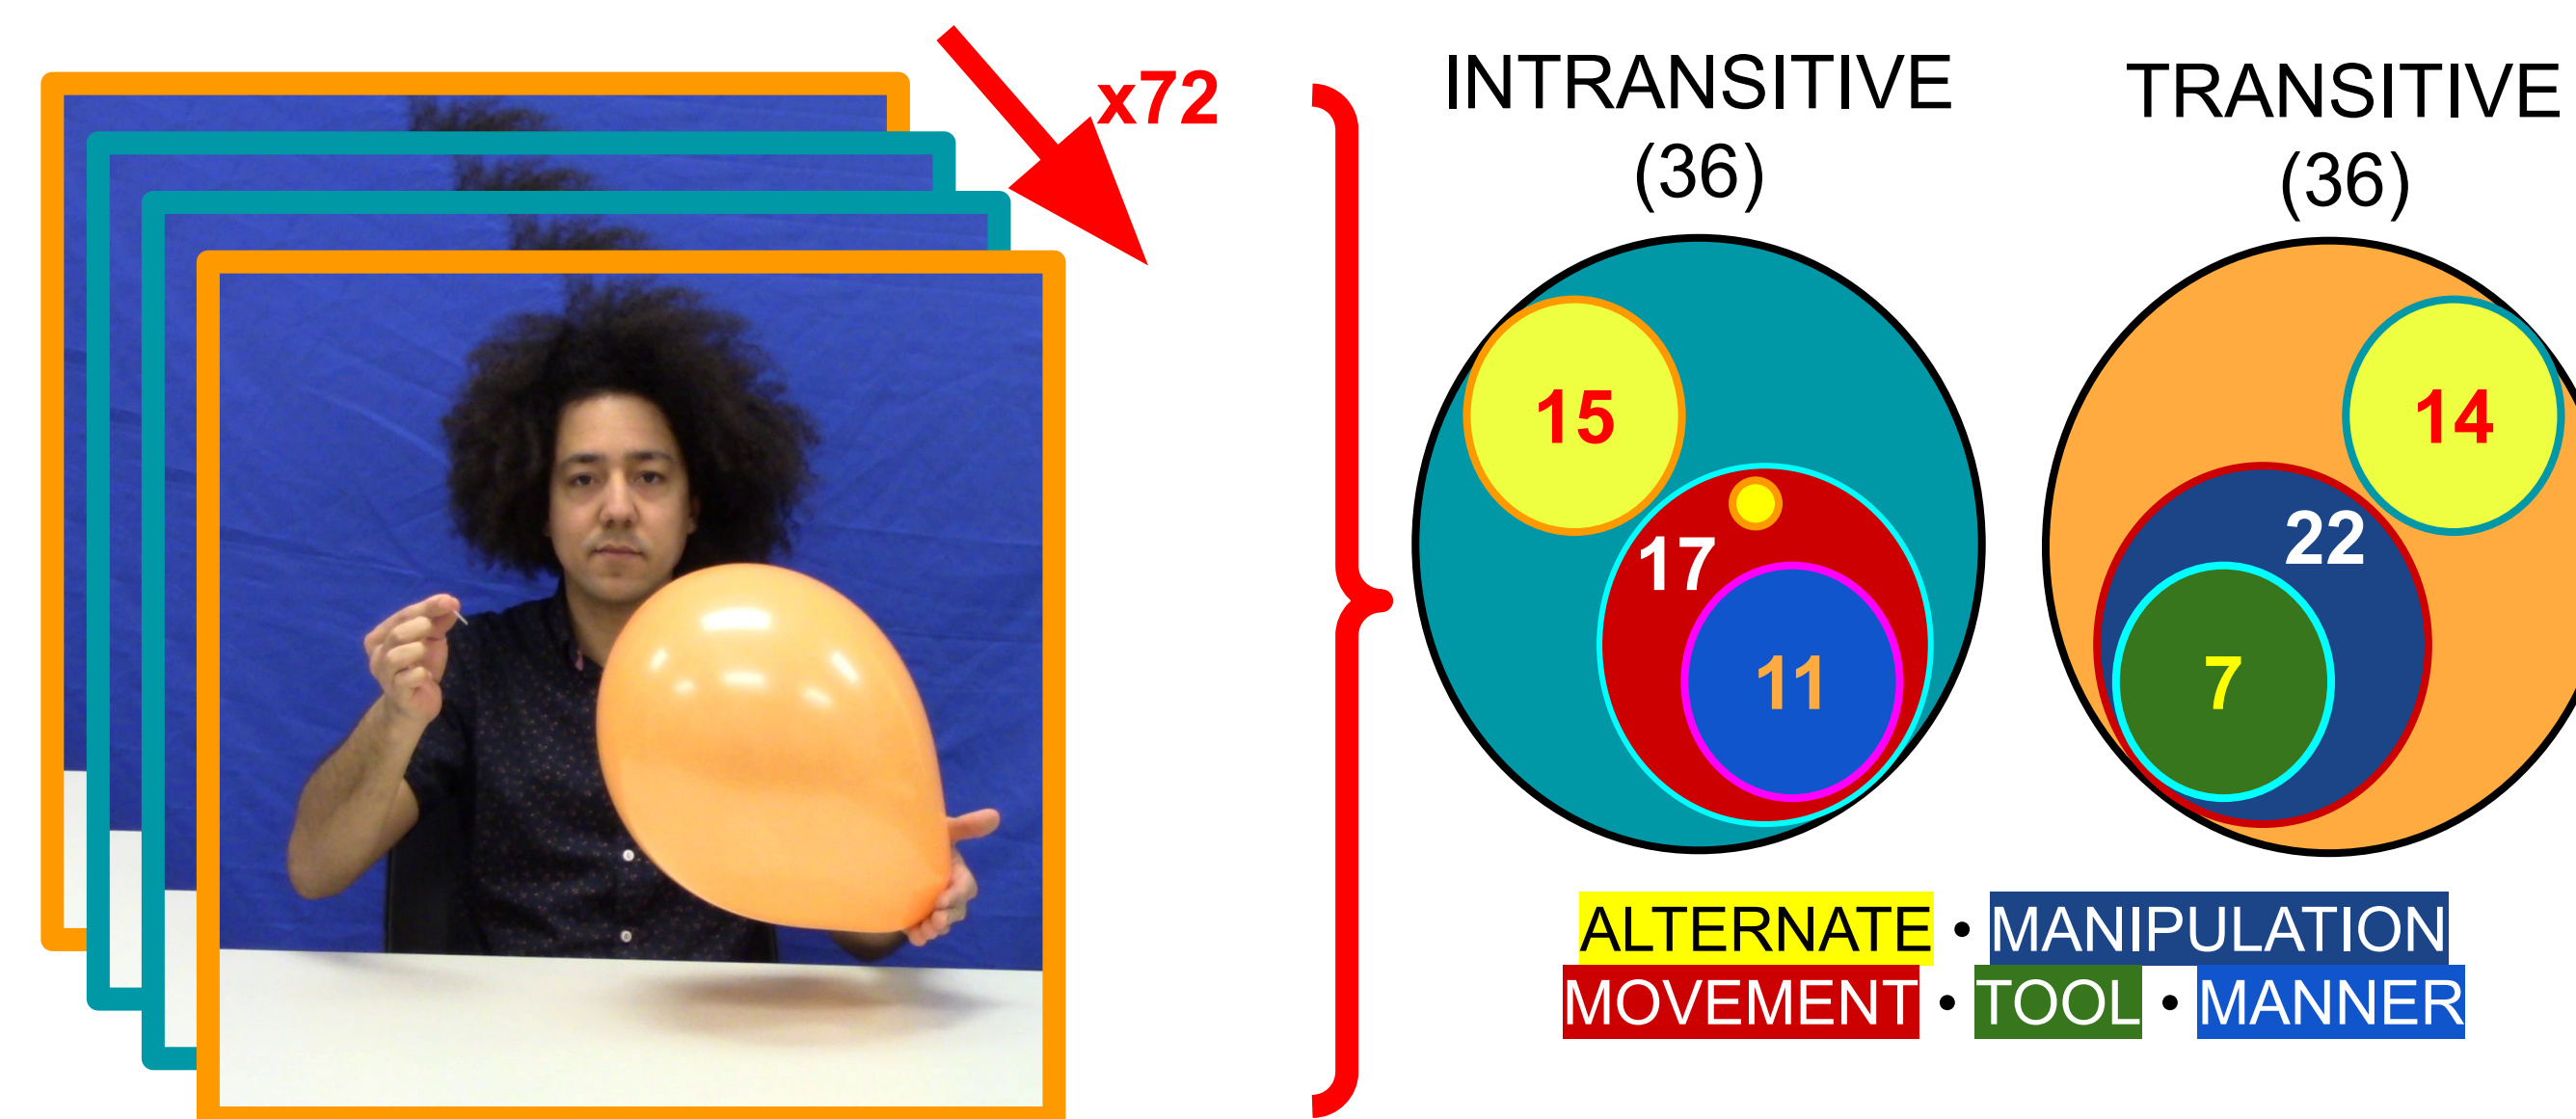 x72
INTRANSITIVE
(36)
TRANSITIVE
(36)
15
17
11
14
22
7
ALTERNATE • MANIPULATION
MOVEMENT • TOOL • MANNER